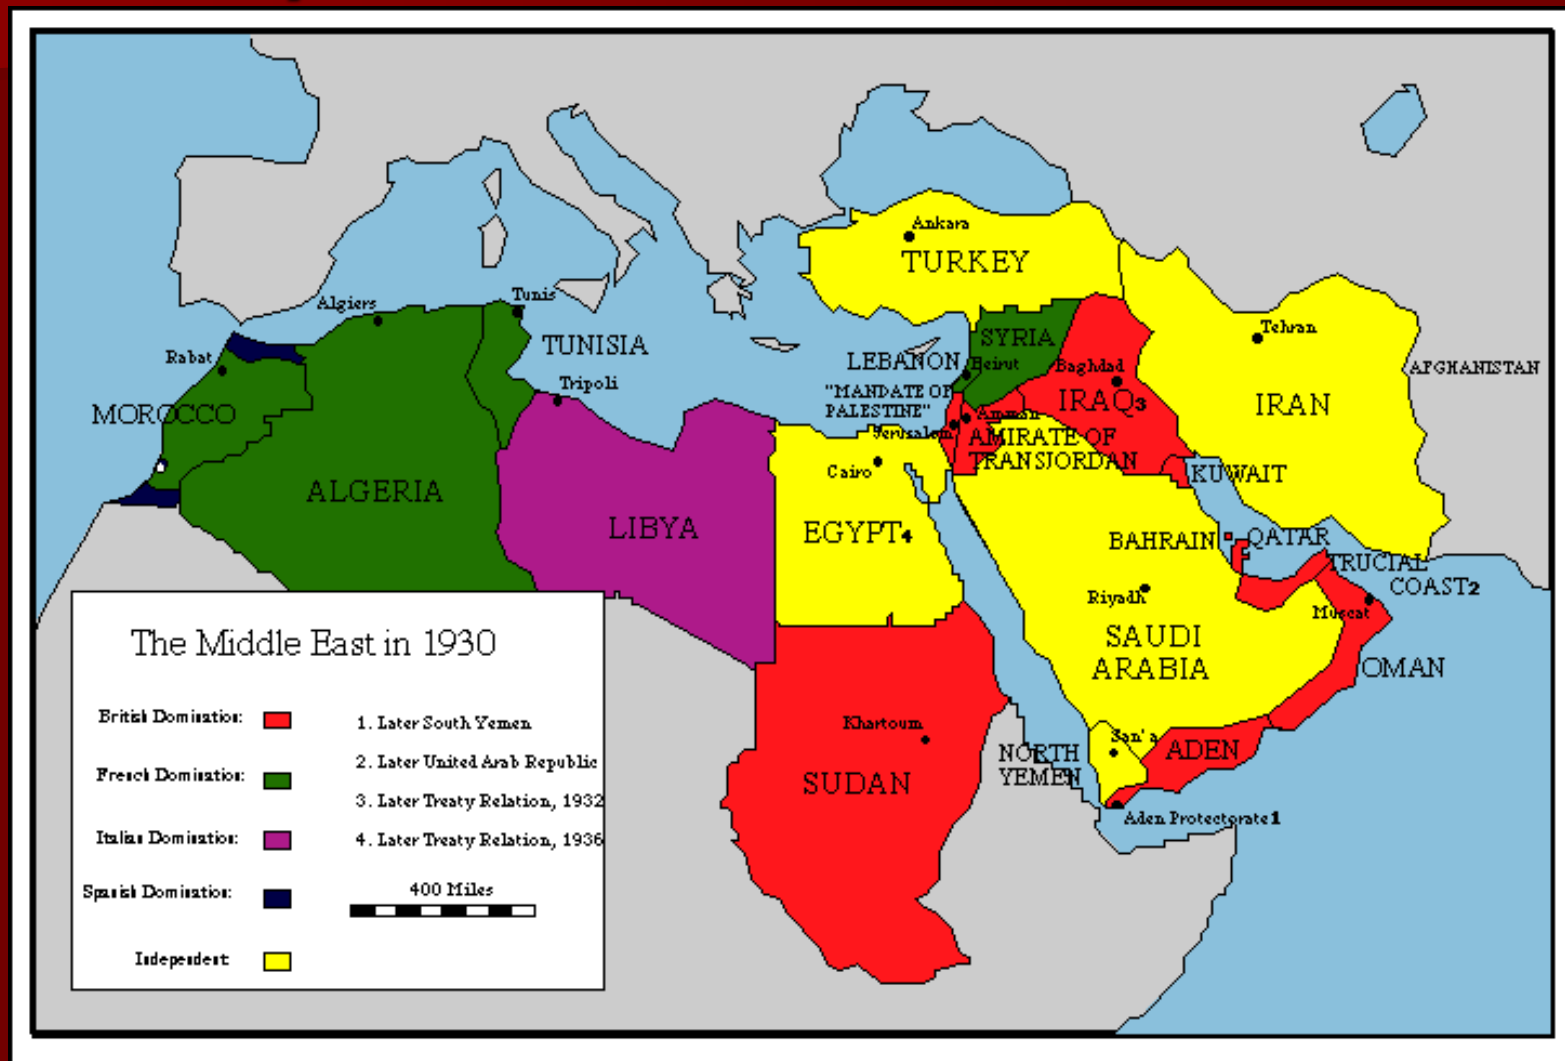 Ankara
TURKEY
Algiers
Tunis
TUNISIA
Tehran
SYRIA
Rabat
LEBANON
Beirut
Baghdad
AFGHANISTAN
Tripoli
"MANDATE OF
PALESTINE"
IRAQ3
IRAN
MOROCCO
Amman
Jerusalem
AMIRATE OF
TRANSJORDAN
Cairo
KUWAIT
ALGERIA
LIBYA
EGYPT4
BAHRAIN
QATAR
TRUCIAL
COAST2
Riyadh
Muscat
SAUDI
ARABIA
OMAN
Khartoum
San'a
NORTH
YEMEN
ADEN
SUDAN
Aden Protectorate1
The Middle East in 1930
British Domination:
French Domination:
Italian Domination:
Spanish Domination:
Independent
1. Later South Yemen
2. Later United Arab Republic
3. Later Treaty Relation, 1932
4. Later Treaty Relation, 1936
400 Miles